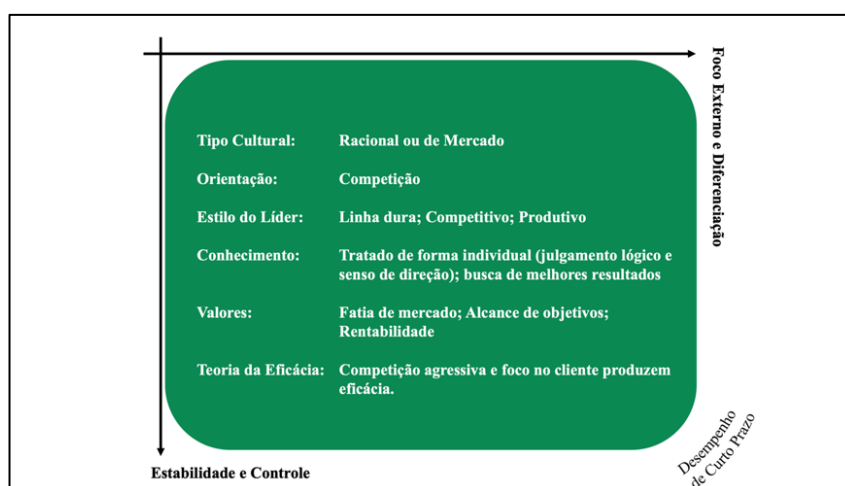 Tipo Cultural: Racional ou de Mercado
Orientação: Competição
Estilo do Líder: Linha dura; Competitivo; Produtivo
Conhecimento: Tratado de forma individual (julgamento lógico e
senso de direção); busca de melhores resultados
Valores: Fatia de mercado; Alcance de objetivos;
Rentabilidade
Teoria da Eficácia: Competição agressiva e foco no cliente produzem
eficácia.
Foco Externo e Diferenciação
Estabilidade e Controle
Desempenho
de Curto Prazo